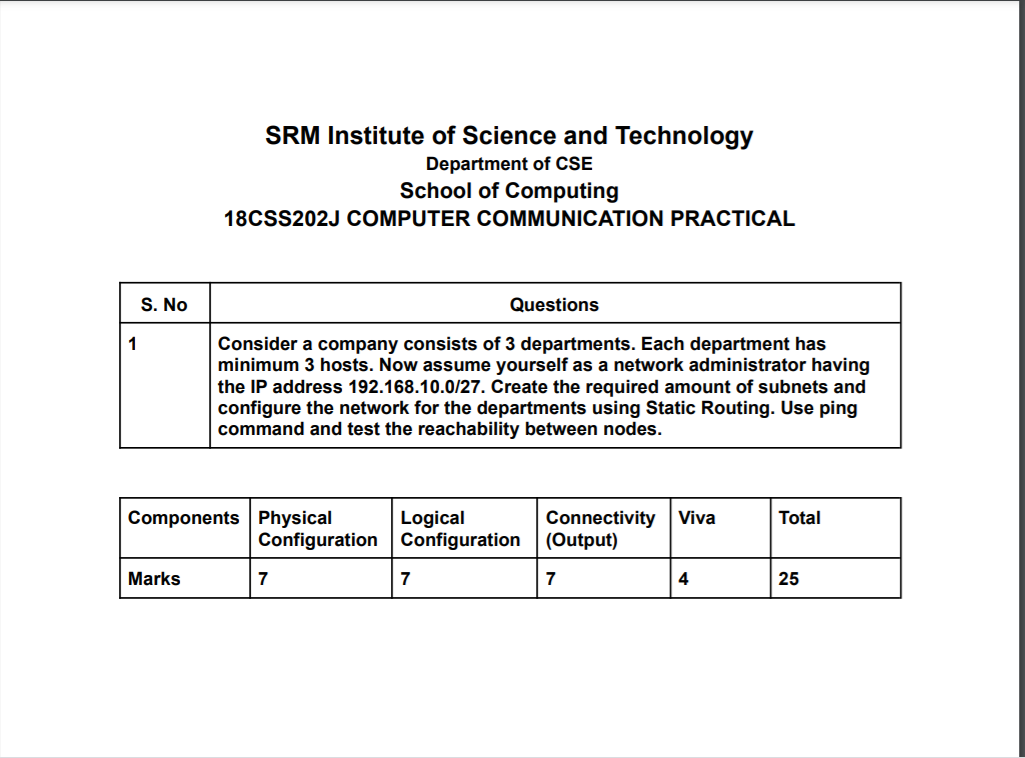 SRM Institute of Science and Technology
Department of CSE
School of Computing
18CSS202J COMPUTER COMMUNICATION PRACTICAL
S. No Questions
1 Consider a company consists of 3 departments. Each department has
minimum 3 hosts. Now assume yourself as a network administrator having
the IP address 192.168.10.0/27. Create the required amount of subnets and
configure the network for the departments using Static Routing. Use ping
command and test the reachability between nodes.
Components Physical Logical Connectivity Viva Total
Configuration Configuration (Output)
Marks 7 7 7 4 25